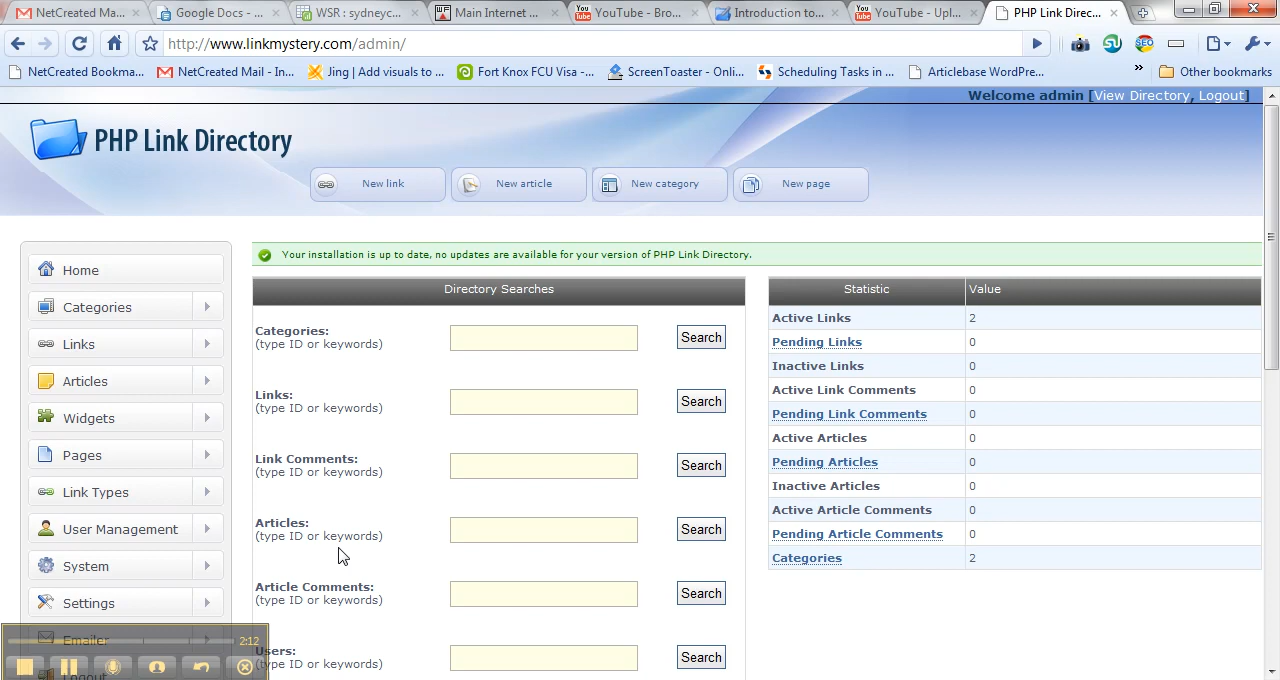 NetCreated Ma...
Google Docs - ...
WSR : sydneyc...
Main Internet ...
YouTube - Bro...
Introduction to...
YouTube - Upl...
PHP Link Direc...
http://www.linkmystery.com/admin/
NetCreated Bookma...
NetCreated Mail - In...
Jing | Add visuals to ...
Fort Knox FCU Visa -...
ScreenToaster - Onli...
Scheduling Tasks in ...
Articlebase WordPre...
»
Other bookmarks
Welcome admin [View Directory, Logout]
PHP Link Directory
New link
New article
New category
New page
Home
Categories
Links
Articles
Widgets
Pages
Link Types
User Management
System
Settings
Emailer
Logout
2:12
Your installation is up to date, no updates are available for your version of PHP Link Directory.
Directory Searches
Categories:
(type ID or keywords)
Search
Links:
(type ID or keywords)
Search
Link Comments:
(type ID or keywords)
Search
Articles:
(type ID or keywords)
Search
Article Comments:
(type ID or keywords)
Search
Users:
(type ID or keywords)
Search
Statistic Value
Active Links 2
Pending Links 0
Inactive Links 0
Active Link Comments 0
Pending Link Comments 0
Active Articles 0
Pending Articles 0
Inactive Articles 0
Active Article Comments 0
Pending Article Comments 0
Categories 2